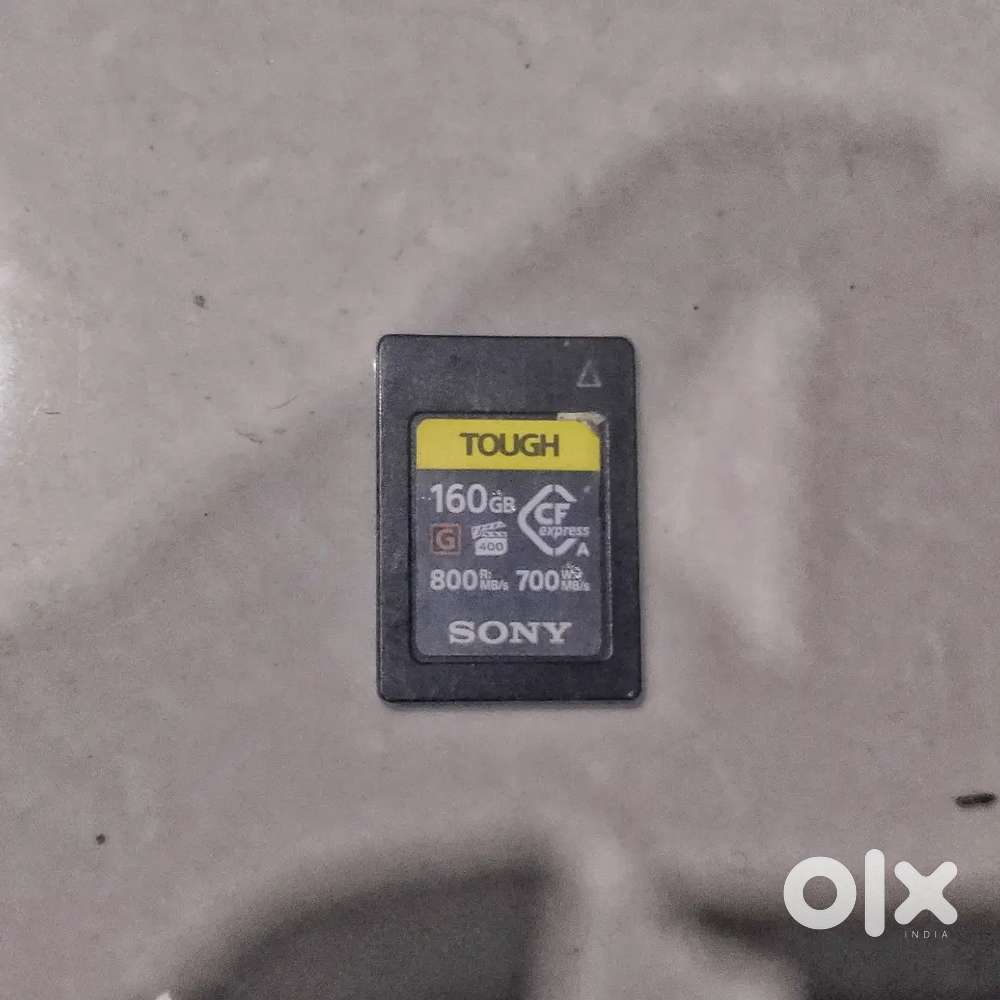 TOUGH
160GB
CF
express
A
G
400
800 R: MB/s 700 W: MB/s
SONY
olx
INDIA